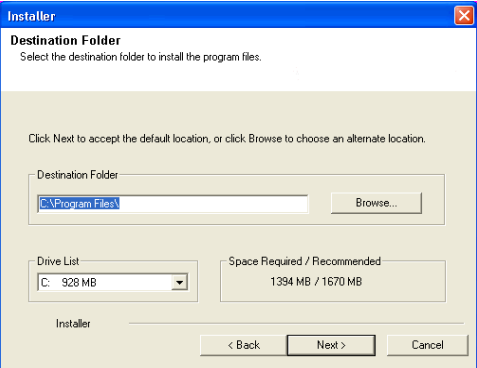 Installer
Destination Folder
Select the destination folder to install the program files.
Click Next to accept the default location, or click Browse to choose an alternate location.
Destination Folder
C:\Program Files\
Browse...
Drive List
C: 928 MB
Space Required / Recommended
1394 MB / 1670 MB
Installer
< Back
Next >
Cancel